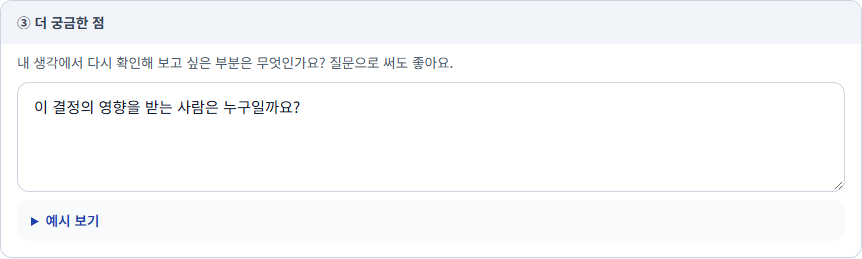 ③ 더 궁금한 점
내 생각에서 다시 확인해 보고 싶은 부분은 무엇인가요? 질문으로 써도 좋아요.
이 결정의 영향을 받는 사람은 누구일까요?
▶ 예시 보기